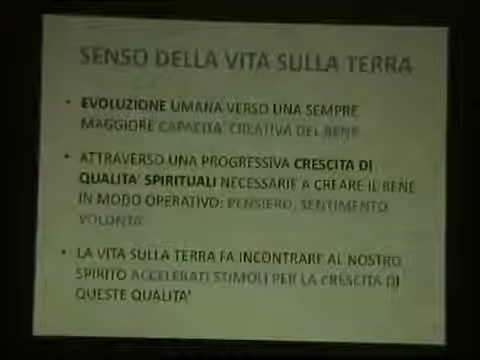 SENSO DELLA VITA SULLA TERRA
• EVOLUZIONE UMANA VERSO UNA SEMPRE
MAGGIORE CAPACITA' CREATIVA DEL BENE
• ATTRAVERSO UNA PROGRESSIVA CRESCITA DI
QUALITA' SPIRITUALI NECESSARIE A CREARE IL BENE
IN MODO OPERATIVO: PENSIERO, SENTIMENTO
VOLONTA'
• LA VITA SULLA TERRA FA INCONTRARE AL NOSTRO
SPIRITO ACCELERATI STIMOLI PER LA CRESCITA DI
QUESTE QUALITA'